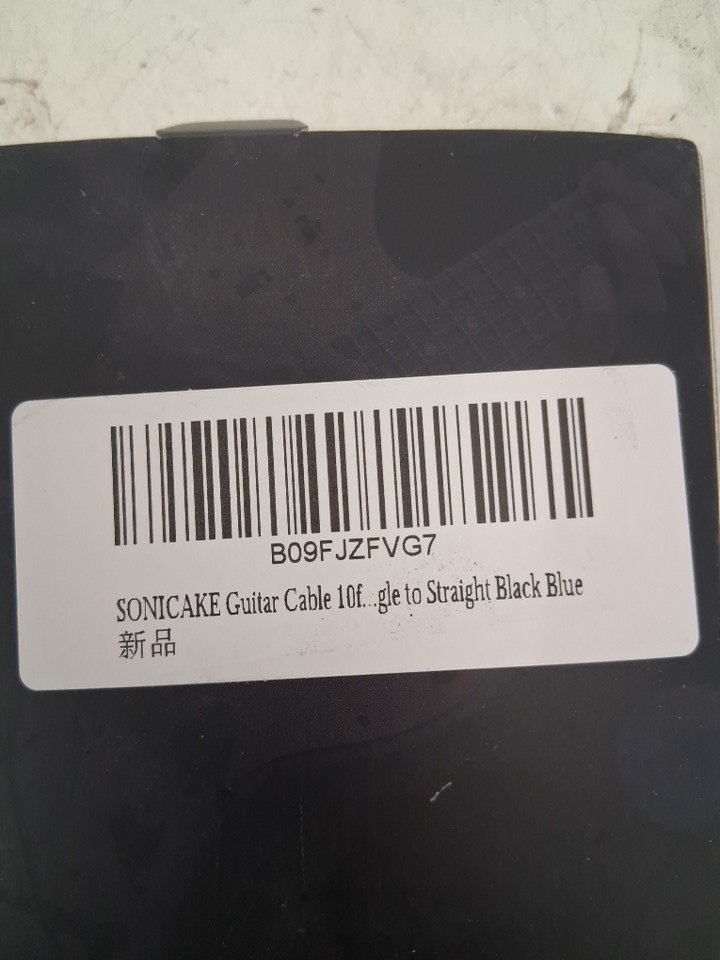 B09FJZFVG7
SONICAKE Guitar Cable 10f...gle to Straight Black Blue
新品